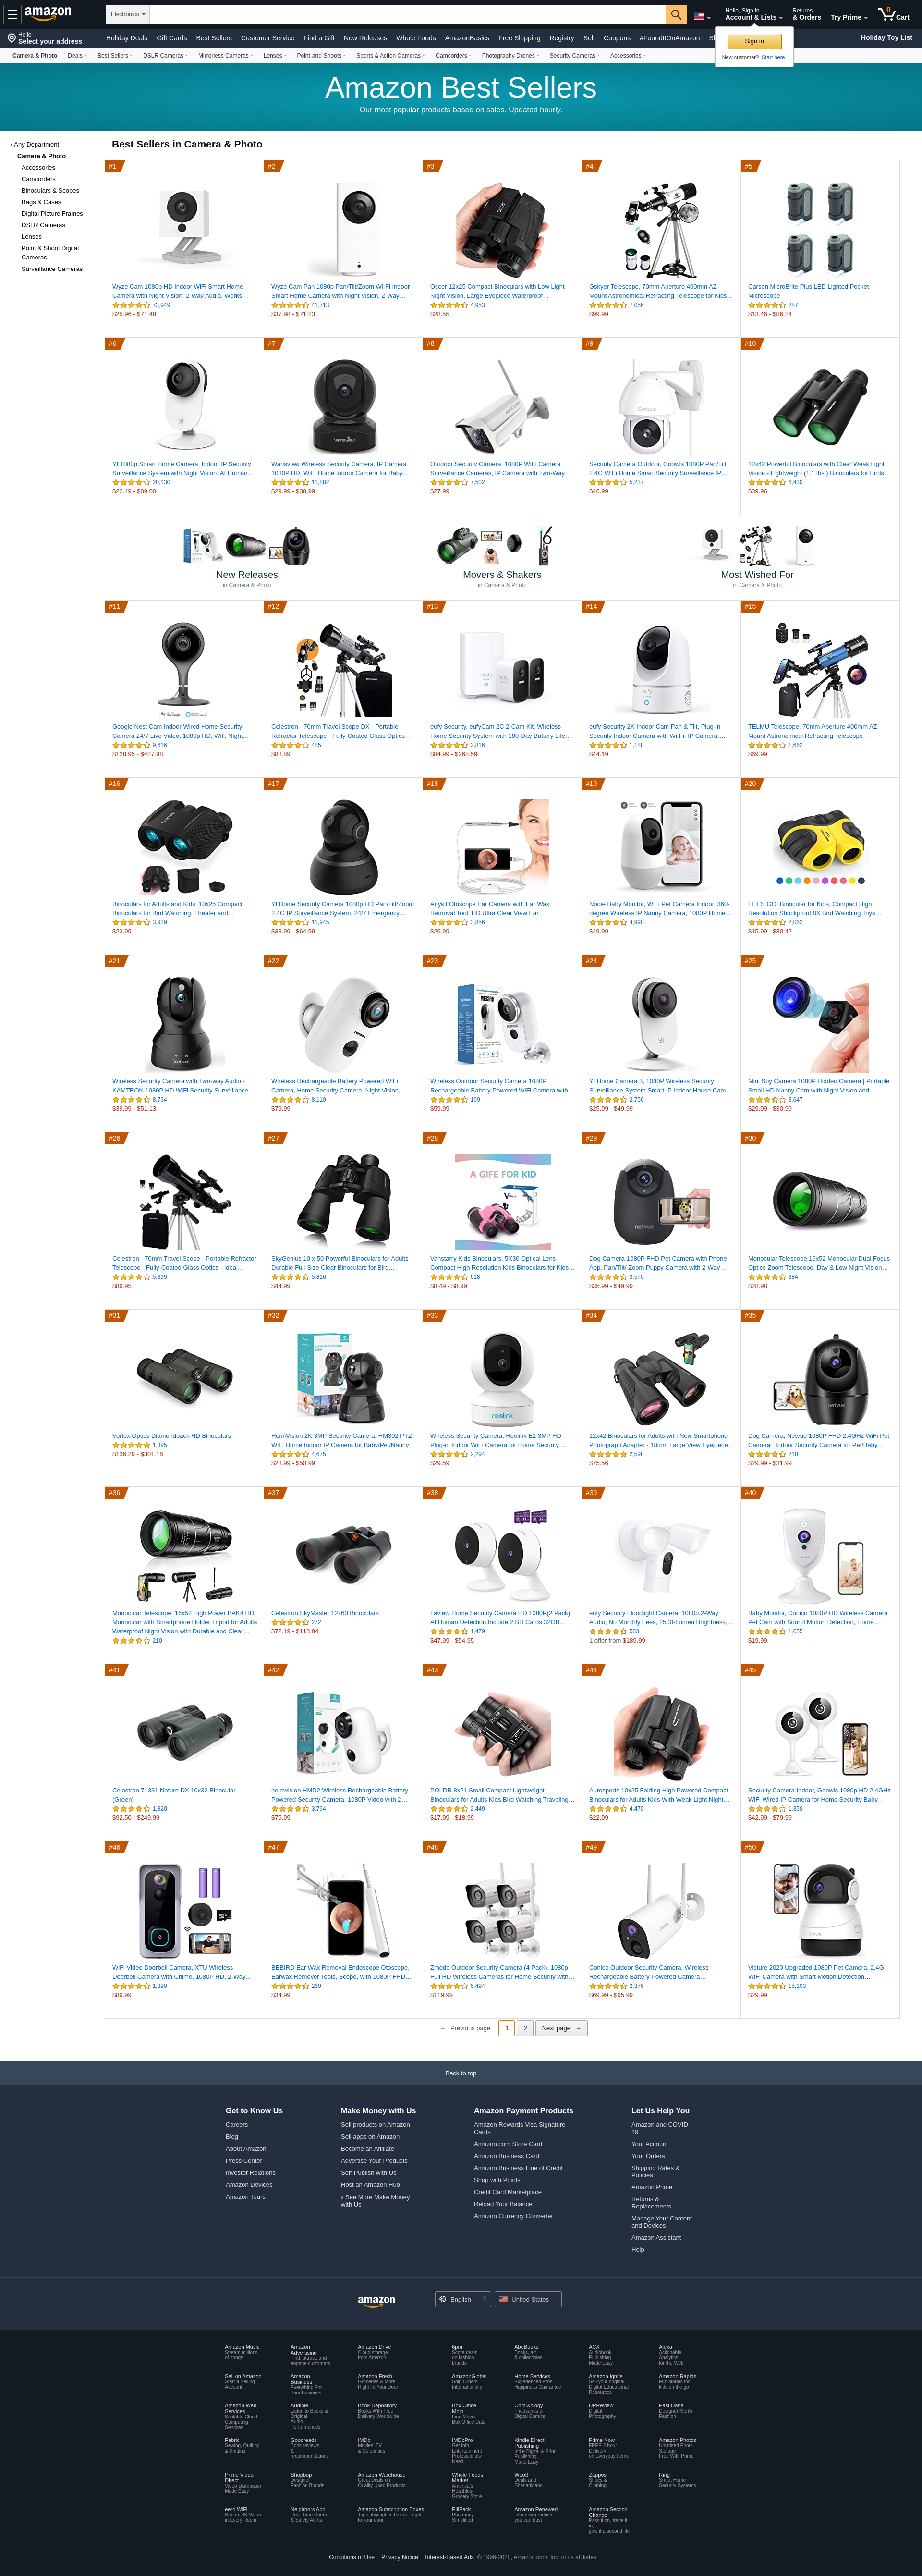 Hello
Select your address
amazon
Electronics
Hello, Sign in
Account & Lists
Returns
& Orders
Try Prime
0
Cart
Holiday Deals
Gift Cards
Best Sellers
Customer Service
Find a Gift
New Releases
Whole Foods
AmazonBasics
Free Shipping
Registry
Sell
Coupons
#FoundItOnAmazon
Holiday Toy List
Sign in
New customer? Start here.
Camera & Photo
Deals
Best Sellers
DSLR Cameras
Mirrorless Cameras
Lenses
Point-and-Shoots
Sports & Action Cameras
Camcorders
Photography Drones
Security Cameras
Accessories
Amazon Best Sellers
Our most popular products based on sales. Updated hourly.
‹ Any Department
Camera & Photo
Accessories
Camcorders
Binoculars & Scopes
Bags & Cases
Digital Picture Frames
DSLR Cameras
Lenses
Point & Shoot Digital
Cameras
Surveillance Cameras
Best Sellers in Camera & Photo
#1
Wyze Cam 1080p HD Indoor WiFi Smart Home
Camera with Night Vision, 2-Way Audio, Works…
73,949
$25.96 - $71.48
#2
Wyze Cam Pan 1080p Pan/Tilt/Zoom Wi-Fi Indoor
Smart Home Camera with Night Vision, 2-Way…
41,713
$37.98 - $71.23
#3
Occer 12x25 Compact Binoculars with Low Light
Night Vision, Large Eyepiece Waterproof…
4,953
$28.55
#4
Gskyer Telescope, 70mm Aperture 400mm AZ
Mount Astronomical Refracting Telescope for Kids…
7,056
$99.99
#5
Carson MicroBrite Plus LED Lighted Pocket
Microscope
287
$13.46 - $86.24
#6
YI 1080p Smart Home Camera, Indoor IP Security
Surveillance System with Night Vision, AI Human…
20,130
$22.49 - $89.00
#7
Wansview Wireless Security Camera, IP Camera
1080P HD, WiFi Home Indoor Camera for Baby…
11,882
$29.99 - $38.99
#8
Outdoor Security Camera, 1080P WiFi Camera
Surveillance Cameras, IP Camera with Two-Way…
7,502
$27.99
#9
Security Camera Outdoor, Goowls 1080P Pan/Tilt
2.4G WIFI Home Smart Security Surveillance IP…
5,237
$46.99
#10
12x42 Powerful Binoculars with Clear Weak Light
Vision - Lightweight (1.1 lbs.) Binoculars for Birds…
6,430
$39.96
New Releases
in Camera & Photo
Movers & Shakers
in Camera & Photo
Most Wished For
in Camera & Photo
#11
Google Nest Cam Indoor Wired Home Security
Camera 24/7 Live Video, 1080p HD, Wifi, Night…
9,616
$128.95 - $427.98
#12
Celestron - 70mm Travel Scope DX - Portable
Refractor Telescope - Fully-Coated Glass Optics…
485
$88.89
#13
eufy Security, eufyCam 2C 2-Cam Kit, Wireless
Home Security System with 180-Day Battery Life,…
2,816
$84.99 - $268.59
#14
eufy Security 2K Indoor Cam Pan & Tilt, Plug-in
Security Indoor Camera with Wi-Fi, IP Camera,…
1,188
$44.19
#15
TELMU Telescope, 70mm Aperture 400mm AZ
Mount Astronomical Refracting Telescope…
1,662
$69.99
#16
Binoculars for Adults and Kids, 10x25 Compact
Binoculars for Bird Watching, Theater and…
3,929
$23.99
#17
YI Dome Security Camera 1080p HD Pan/Tilt/Zoom
2.4G IP Surveillance System, 24/7 Emergency…
11,945
$33.99 - $64.99
#18
Anykit Otoscope Ear Camera with Ear Wax
Removal Tool, HD Ultra Clear View Ear…
3,856
$26.99
#19
Nooie Baby Monitor, WiFi Pet Camera Indoor, 360-
degree Wireless IP Nanny Camera, 1080P Home…
4,990
$49.99
#20
LET'S GO! Binocular for Kids, Compact High
Resolution Shockproof 8X Bird Watching Toys…
2,062
$15.99 - $30.42
#21
Wireless Security Camera with Two-way Audio -
KAMTRON 1080P HD WiFi Security Surveillance…
8,734
$39.99 - $51.13
#22
Wireless Rechargeable Battery Powered WiFi
Camera, Home Security Camera, Night Vision,…
8,110
$79.99
#23
Wireless Outdoor Security Camera 1080P
Rechargeable Battery Powered WiFi Camera with…
169
$59.99
#24
YI Home Camera 3, 1080P Wireless Security
Surveillance System Smart IP Indoor House Cam,…
2,756
$25.99 - $49.99
#25
Mini Spy Camera 1080P Hidden Camera | Portable
Small HD Nanny Cam with Night Vision and…
3,647
$29.99 - $30.99
#26
Celestron - 70mm Travel Scope - Portable Refractor
Telescope - Fully-Coated Glass Optics - Ideal…
5,399
$89.95
#27
SkyGenius 10 x 50 Powerful Binoculars for Adults
Durable Full-Size Clear Binoculars for Bird…
5,816
$44.99
#28
A GIFE FOR KID
Vanstarry Kids Binoculars, 5X30 Optical Lens -
Compact High Resolution Kids Binoculars for Kids…
618
$8.49 - $8.99
#29
netvue
Dog Camera-1080P FHD Pet Camera with Phone
App, Pan/Tilt/ Zoom Puppy Camera with 2-Way…
3,570
$35.99 - $49.99
#30
Monocular Telescope,16x52 Monocular Dual Focus
Optics Zoom Telescope, Day & Low Night Vision…
384
$28.98
#31
Vortex Optics Diamondback HD Binoculars
1,395
$136.29 - $301.16
#32
HeimVision 2K 3MP Security Camera, HM302 PTZ
WiFi Home Indoor IP Camera for Baby/Pet/Nanny…
4,675
$28.99 - $50.99
#33
reolink
Wireless Security Camera, Reolink E1 3MP HD
Plug-in Indoor WiFi Camera for Home Security,…
2,294
$29.59
#34
12x42 Binoculars for Adults with New Smartphone
Photograph Adapter - 18mm Large View Eyepiece…
2,598
$75.56
#35
netvue
Dog Camera, Netvue 1080P FHD 2.4GHz WiFi Pet
Camera , Indoor Security Camera for Pet/Baby…
210
$29.99 - $31.99
#36
Monocular Telescope, 16x52 High Power BAK4 HD
Monocular with Smartphone Holder Tripod for Adults
Waterproof Night Vision with Durable and Clear…
210
#37
Celestron SkyMaster 12x60 Binoculars
272
$72.19 - $113.84
#38
Laview Home Security Camera HD 1080P(2 Pack)
AI Human Detection,Include 2 SD Cards,32GB…
1,479
$47.99 - $54.95
#39
eufy Security Floodlight Camera, 1080p,2-Way
Audio, No Monthly Fees, 2500-Lumen Brightness,…
503
1 offer from $189.99
#40
Baby Monitor, Conico 1080P HD Wireless Camera
Pet Cam with Sound Motion Detection, Home…
1,655
$19.99
#41
Celestron 71331 Nature DX 10x32 Binocular
(Green)
1,820
$92.50 - $249.99
#42
heimvision HMD2 Wireless Rechargeable Battery-
Powered Security Camera, 1080P Video with 2…
3,764
$75.99
#43
POLDR 8x21 Small Compact Lightweight
Binoculars for Adults Kids Bird Watching Traveling…
2,449
$17.99 - $18.99
#44
Aurosports 10x25 Folding High Powered Compact
Binoculars for Adults Kids With Weak Light Night…
4,470
$22.99
#45
Security Camera Indoor, Goowls 1080p HD 2.4GHz
WiFi Wired IP Camera for Home Security Baby…
1,358
$42.99 - $79.99
#46
WiFi Video Doorbell Camera, XTU Wireless
Doorbell Camera with Chime, 1080P HD, 2-Way…
1,890
$89.99
#47
BEBIRD Ear Wax Removal Endoscope Otoscope,
Earwax Remover Tools, Scope, with 1080P FHD…
260
$34.99
#48
Zmodo Outdoor Security Camera (4 Pack), 1080p
Full HD Wireless Cameras for Home Security with…
6,494
$119.99
#49
Conico Outdoor Security Camera, Wireless
Rechargeable Battery Powered Camera…
2,376
$69.99 - $95.99
#50
Victure 2020 Upgraded 1080P Pet Camera, 2.4G
WiFi Camera with Smart Motion Detection…
15,103
$29.99
← Previous page
1
2
Next page →
Back to top
Get to Know Us
Careers
Blog
About Amazon
Press Center
Investor Relations
Amazon Devices
Amazon Tours
Make Money with Us
Sell products on Amazon
Sell apps on Amazon
Become an Affiliate
Advertise Your Products
Self-Publish with Us
Host an Amazon Hub
› See More Make Money
with Us
Amazon Payment Products
Amazon Rewards Visa Signature
Cards
Amazon.com Store Card
Amazon Business Card
Amazon Business Line of Credit
Shop with Points
Credit Card Marketplace
Reload Your Balance
Amazon Currency Converter
Let Us Help You
Amazon and COVID-
19
Your Account
Your Orders
Shipping Rates &
Policies
Amazon Prime
Returns &
Replacements
Manage Your Content
and Devices
Amazon Assistant
Help
amazon
English
United States
Amazon Music
Stream millions
of songs
Amazon
Advertising
Find, attract, and
engage customers
Amazon Drive
Cloud storage
from Amazon
6pm
Score deals
on fashion
brands
AbeBooks
Books, art
& collectibles
ACX
Audiobook
Publishing
Made Easy
Alexa
Actionable
Analytics
for the Web
Sell on Amazon
Start a Selling
Account
Amazon
Business
Everything For
Your Business
Amazon Fresh
Groceries & More
Right To Your Door
AmazonGlobal
Ship Orders
Internationally
Home Services
Experienced Pros
Happiness Guarantee
Amazon Ignite
Sell your original
Digital Educational
Resources
Amazon Rapids
Fun stories for
kids on the go
Amazon Web
Services
Scalable Cloud
Computing
Services
Audible
Listen to Books &
Original
Audio
Performances
Book Depository
Books With Free
Delivery Worldwide
Box Office
Mojo
Find Movie
Box Office Data
ComiXology
Thousands of
Digital Comics
DPReview
Digital
Photography
East Dane
Designer Men's
Fashion
Fabric
Sewing, Quilting
& Knitting
Goodreads
Book reviews
&
recommendations
IMDb
Movies, TV
& Celebrities
IMDbPro
Get Info
Entertainment
Professionals
Need
Kindle Direct
Publishing
Indie Digital & Print
Publishing
Made Easy
Prime Now
FREE 2-hour
Delivery
on Everyday Items
Amazon Photos
Unlimited Photo
Storage
Free With Prime
Prime Video
Direct
Video Distribution
Made Easy
Shopbop
Designer
Fashion Brands
Amazon Warehouse
Great Deals on
Quality Used Products
Whole Foods
Market
America's
Healthiest
Grocery Store
Woot!
Deals and
Shenanigans
Zappos
Shoes &
Clothing
Ring
Smart Home
Security Systems
eero WiFi
Stream 4K Video
in Every Room
Neighbors App
Real-Time Crime
& Safety Alerts
Amazon Subscription Boxes
Top subscription boxes – right
to your door
PillPack
Pharmacy
Simplified
Amazon Renewed
Like-new products
you can trust
Amazon Second
Chance
Pass it on, trade it
in,
give it a second life
Conditions of Use
Privacy Notice
Interest-Based Ads
© 1996-2020, Amazon.com, Inc. or its affiliates